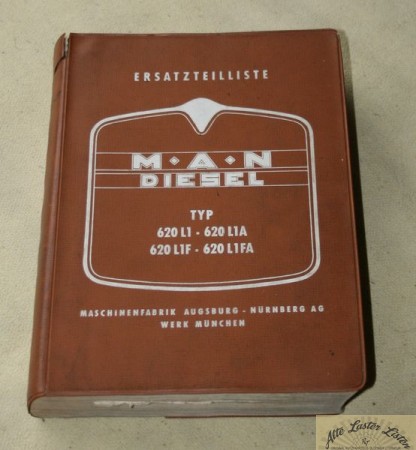 ERSATZTEILLISTE
M·A·N
DIESEL
TYP
620 L1 - 620 L1A
620 L1F - 620 L1FA
MASCHINENFABRIK AUGSBURG - NÜRNBERG AG
WERK MÜNCHEN
Alte Laster Listen